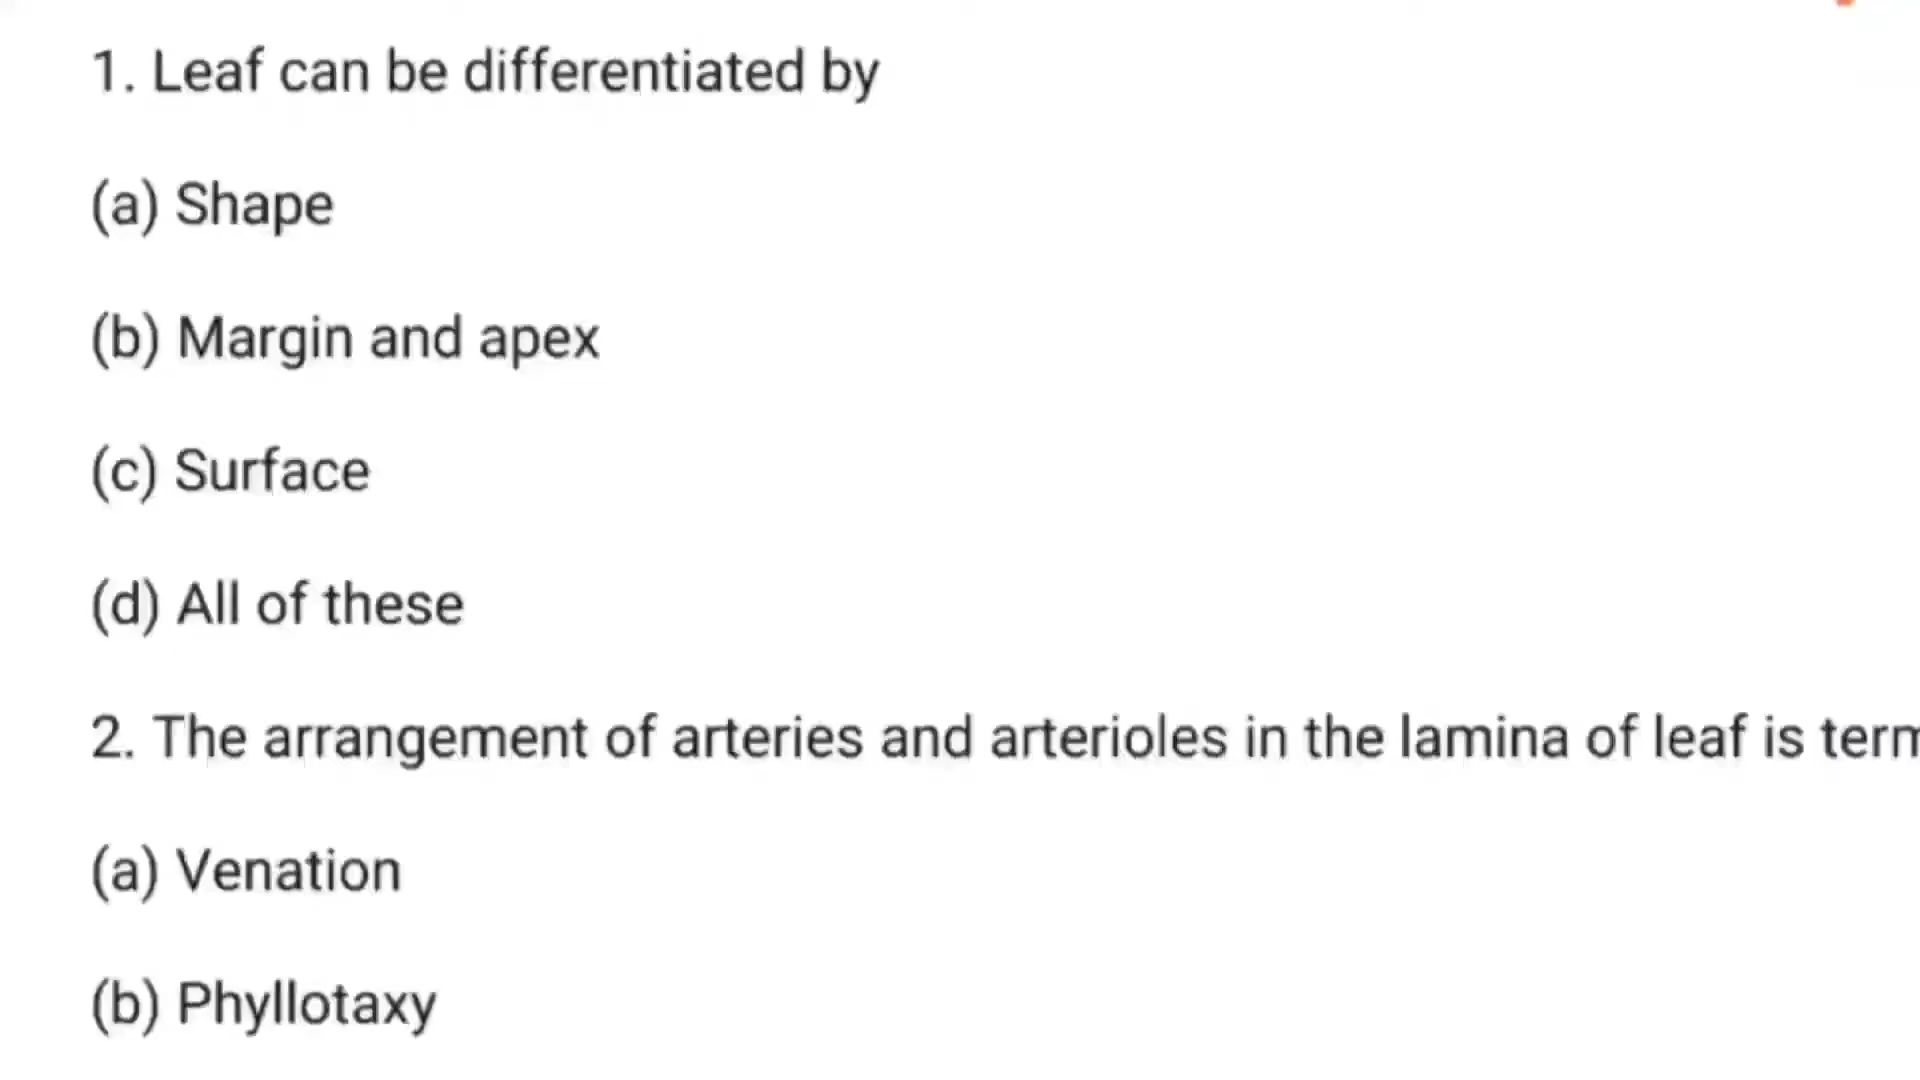 1. Leaf can be differentiated by
(a) Shape
(b) Margin and apex
(c) Surface
(d) All of these
2. The arrangement of arteries and arterioles in the lamina of leaf is term
(a) Venation
(b) Phyllotaxy